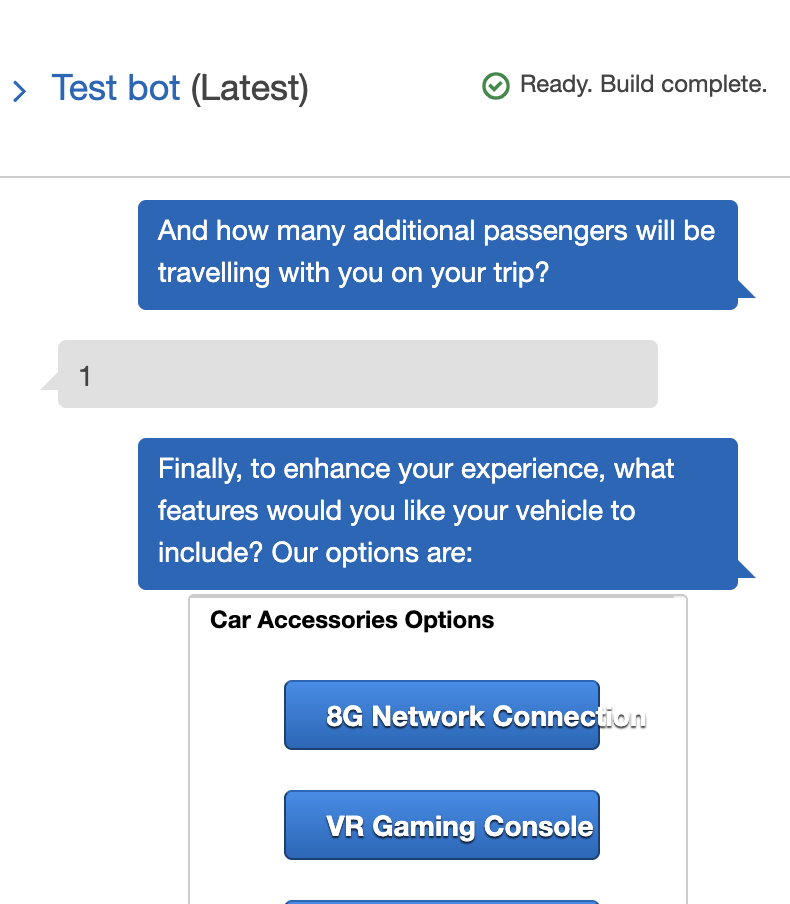 Test bot (Latest)
Ready. Build complete.
And how many additional passengers will be
travelling with you on your trip?
1
Finally, to enhance your experience, what
features would you like your vehicle to
include? Our options are:
Car Accessories Options
8G Network Connection
VR Gaming Console